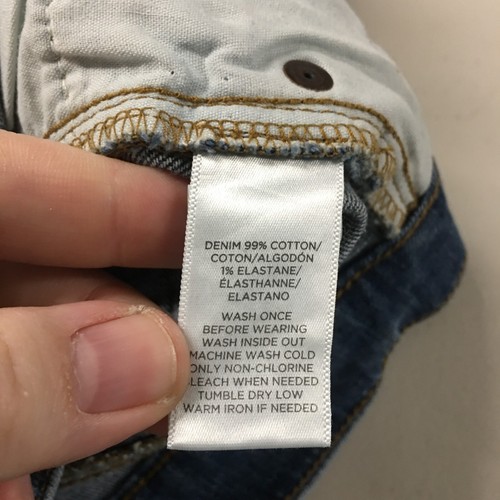 DENIM 99% COTTON/
COTON/ALGODÓN
1% ELASTANE/
ÉLASTHANNE/
ELASTANO
WASH ONCE
BEFORE WEARING
WASH INSIDE OUT
MACHINE WASH COLD
ONLY NON-CHLORINE
BLEACH WHEN NEEDED
TUMBLE DRY LOW
WARM IRON IF NEEDED